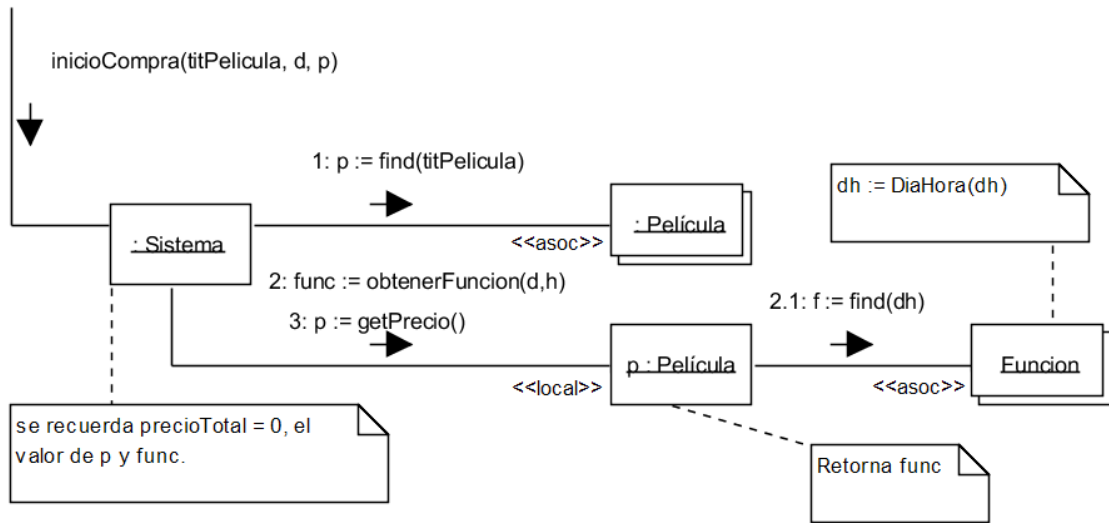 inicioCompra(titPelicula, d, p)
1: p := find(titPelicula)
dh := DiaHora(dh)
: Sistema
: Película
<<asoc>>
2: func := obtenerFuncion(d,h)
3: p := getPrecio()
2.1: f := find(dh)
p : Película
Funcion
<<local>>
<<asoc>>
se recuerda precioTotal = 0, el
valor de p y func.
Retorna func